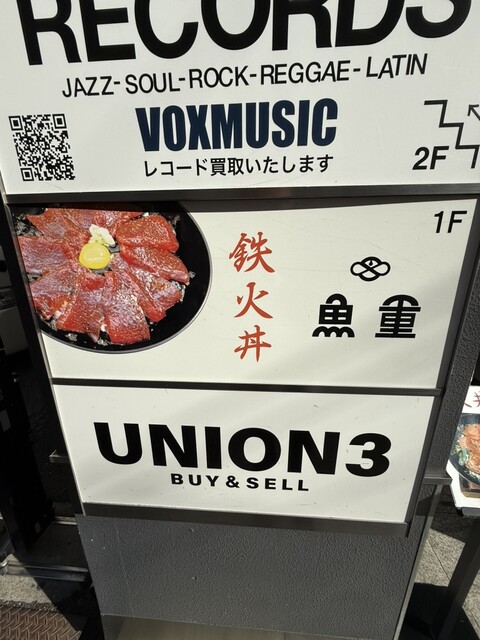 RECORDS
JAZZ-SOUL-ROCK-REGGAE-LATIN
VOXMUSIC
レコード買取いたします
2F
1F
鉄火丼
魚重
UNION3
BUY & SELL